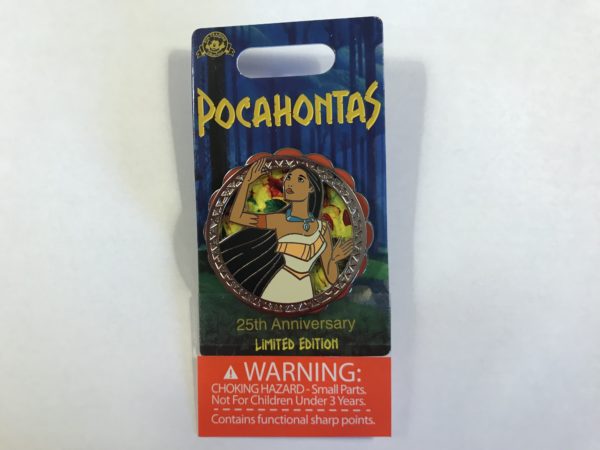 POCAHONTAS
25th Anniversary
LIMITED EDITION
⚠ WARNING:
CHOKING HAZARD - Small Parts.
Not For Children Under 3 Years.
Contains functional sharp points.